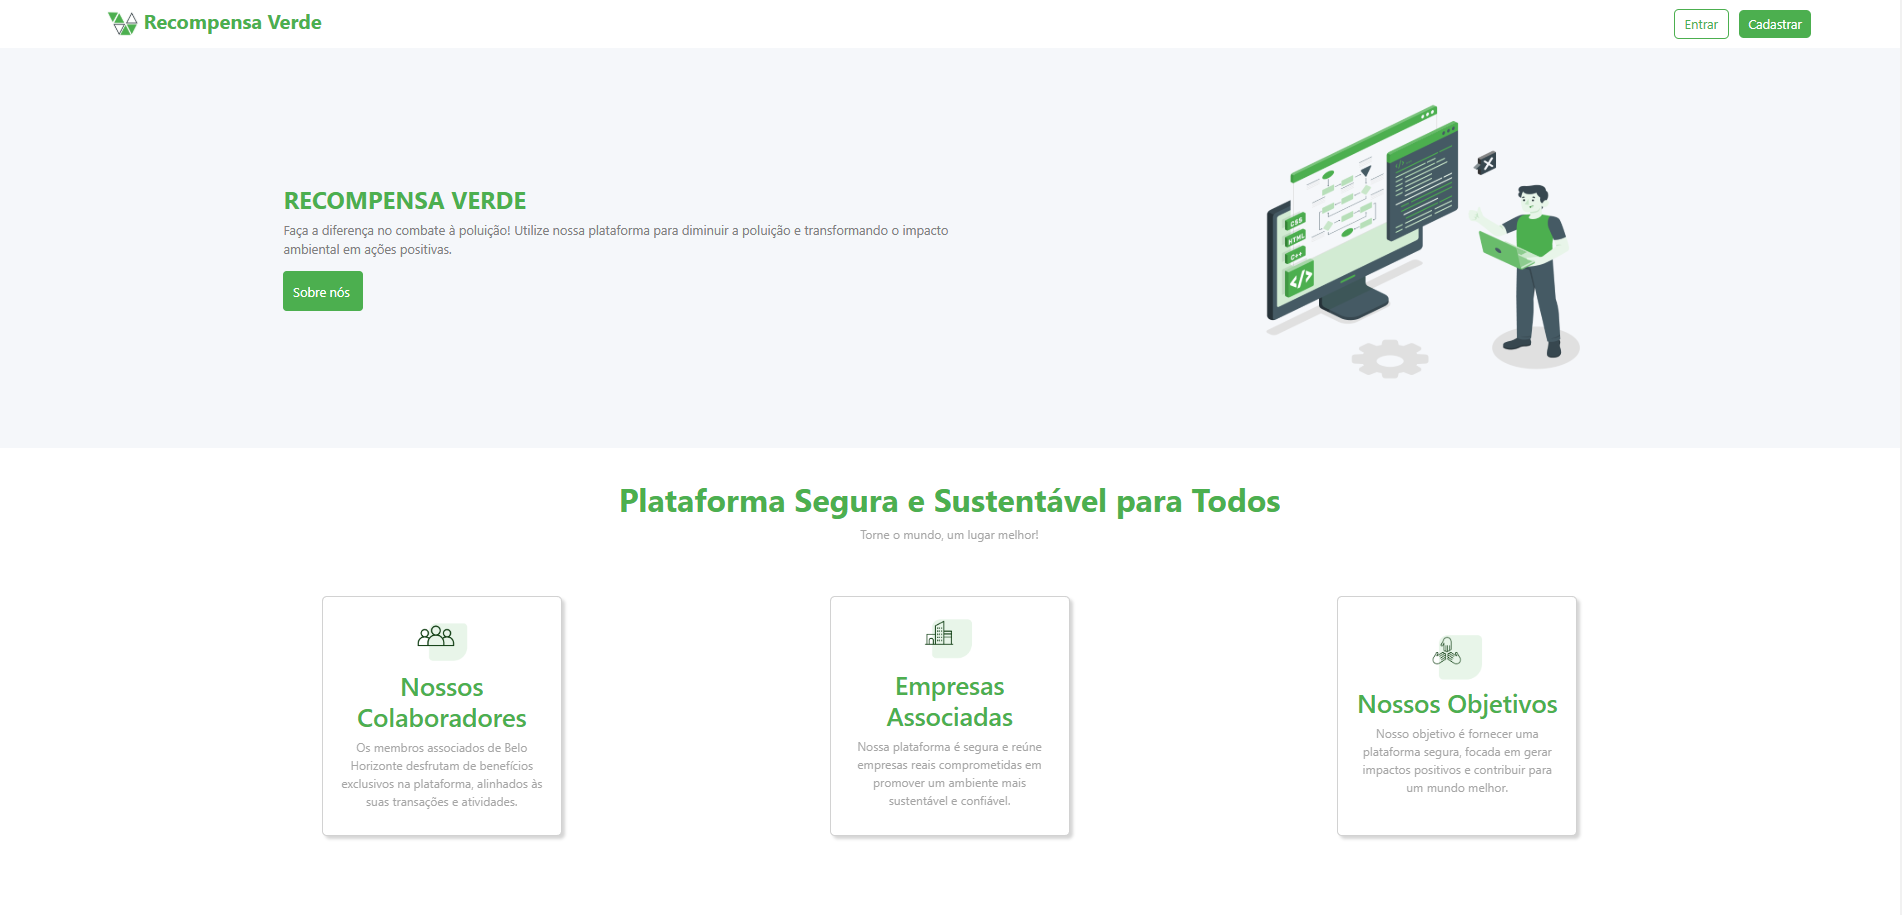 Recompensa Verde
Entrar
Cadastrar
RECOMPENSA VERDE
Faça a diferença no combate à poluição! Utilize nossa plataforma para diminuir a poluição e transformando o impacto
ambiental em ações positivas.
Sobre nós
CSS
HTML
C++
</>
Plataforma Segura e Sustentável para Todos
Torne o mundo, um lugar melhor!
Nossos
Colaboradores
Os membros associados de Belo
Horizonte desfrutam de benefícios
exclusivos na plataforma, alinhados às
suas transações e atividades.
Empresas
Associadas
Nossa plataforma é segura e reúne
empresas reais comprometidas em
promover um ambiente mais
sustentável e confiável.
Nossos Objetivos
Nosso objetivo é fornecer uma
plataforma segura, focada em gerar
impactos positivos e contribuir para
um mundo melhor.